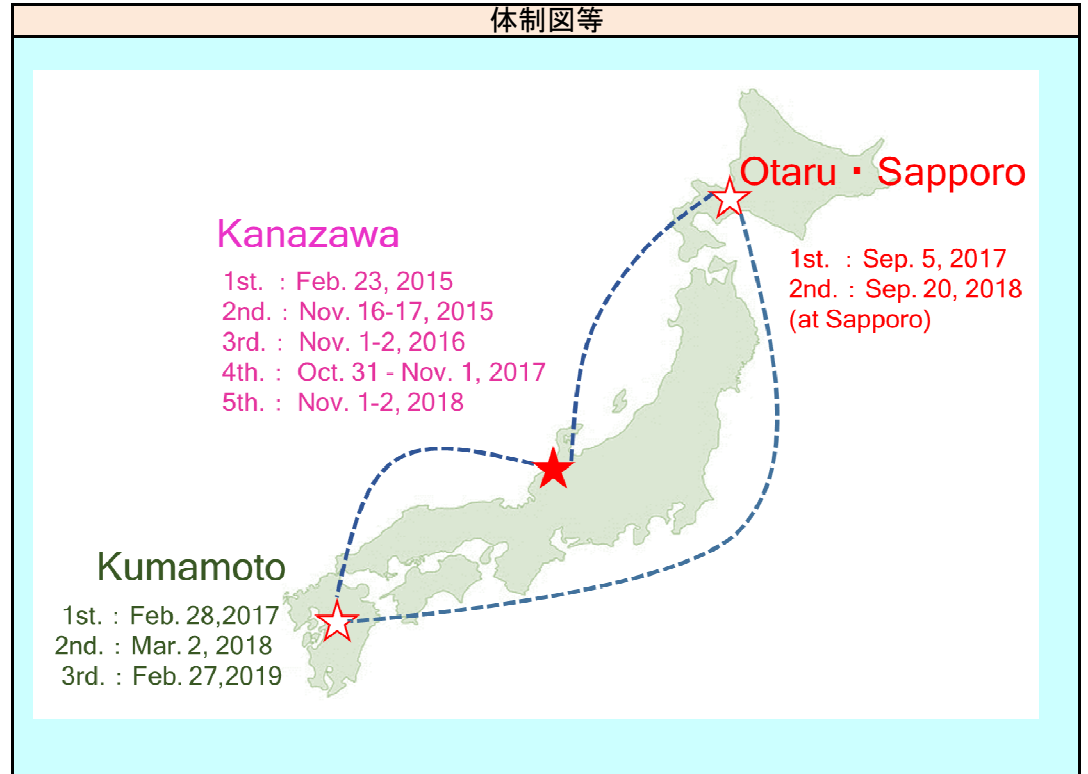 体制図等
Otaru・Sapporo
1st. : Sep. 5, 2017
2nd. : Sep. 20, 2018
(at Sapporo)
Kanazawa
1st. : Feb. 23, 2015
2nd. : Nov. 16-17, 2015
3rd. : Nov. 1-2, 2016
4th. : Oct. 31 - Nov. 1, 2017
5th. : Nov. 1-2, 2018
Kumamoto
1st. : Feb. 28,2017
2nd. : Mar. 2, 2018
3rd. : Feb. 27,2019